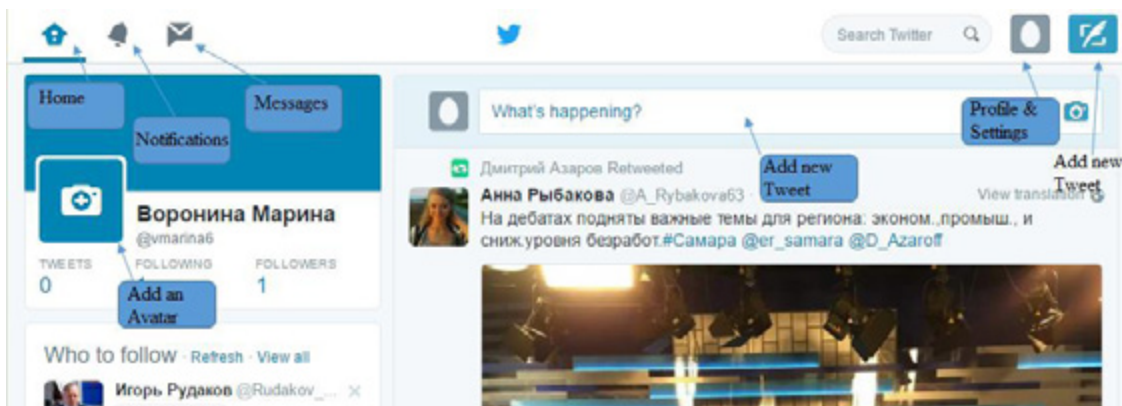 Search Twitter
Home
Notifications
Messages
What's happening?
Profile &
Settings
Add new
Tweet
Add new
Tweet
Дмитрий Азаров Retweeted
Анна Рыбакова @A_Rybakova63 ·
View translation
На дебатах подняты важные темы для региона: эконом.,промыш., и
сниж.уровня безработ.#Самара @er_samara @D_Azaroff
Воронина Марина
@vmarina6
TWEETS FOLLOWING FOLLOWERS
0 1
Add an
Avatar
Who to follow · Refresh · View all
Игорь Рудаков @Rudakov_...